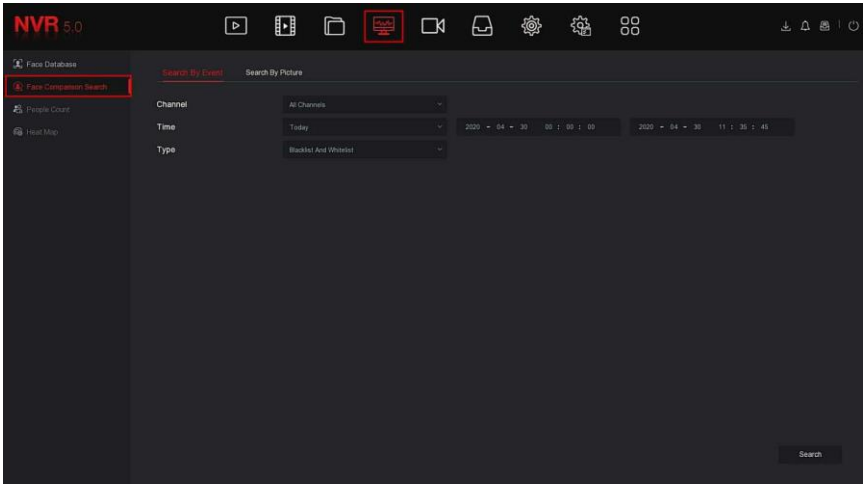 NVR 5.0
Face Database
Search By Event Search By Picture
Face Comparison Search
Channel All Channels
People Count
Time Today 2020 - 04 - 30 00 : 00 : 00 2020 - 04 - 30 11 : 35 : 45
Heat Map
Type Blacklist And Whitelist
Search